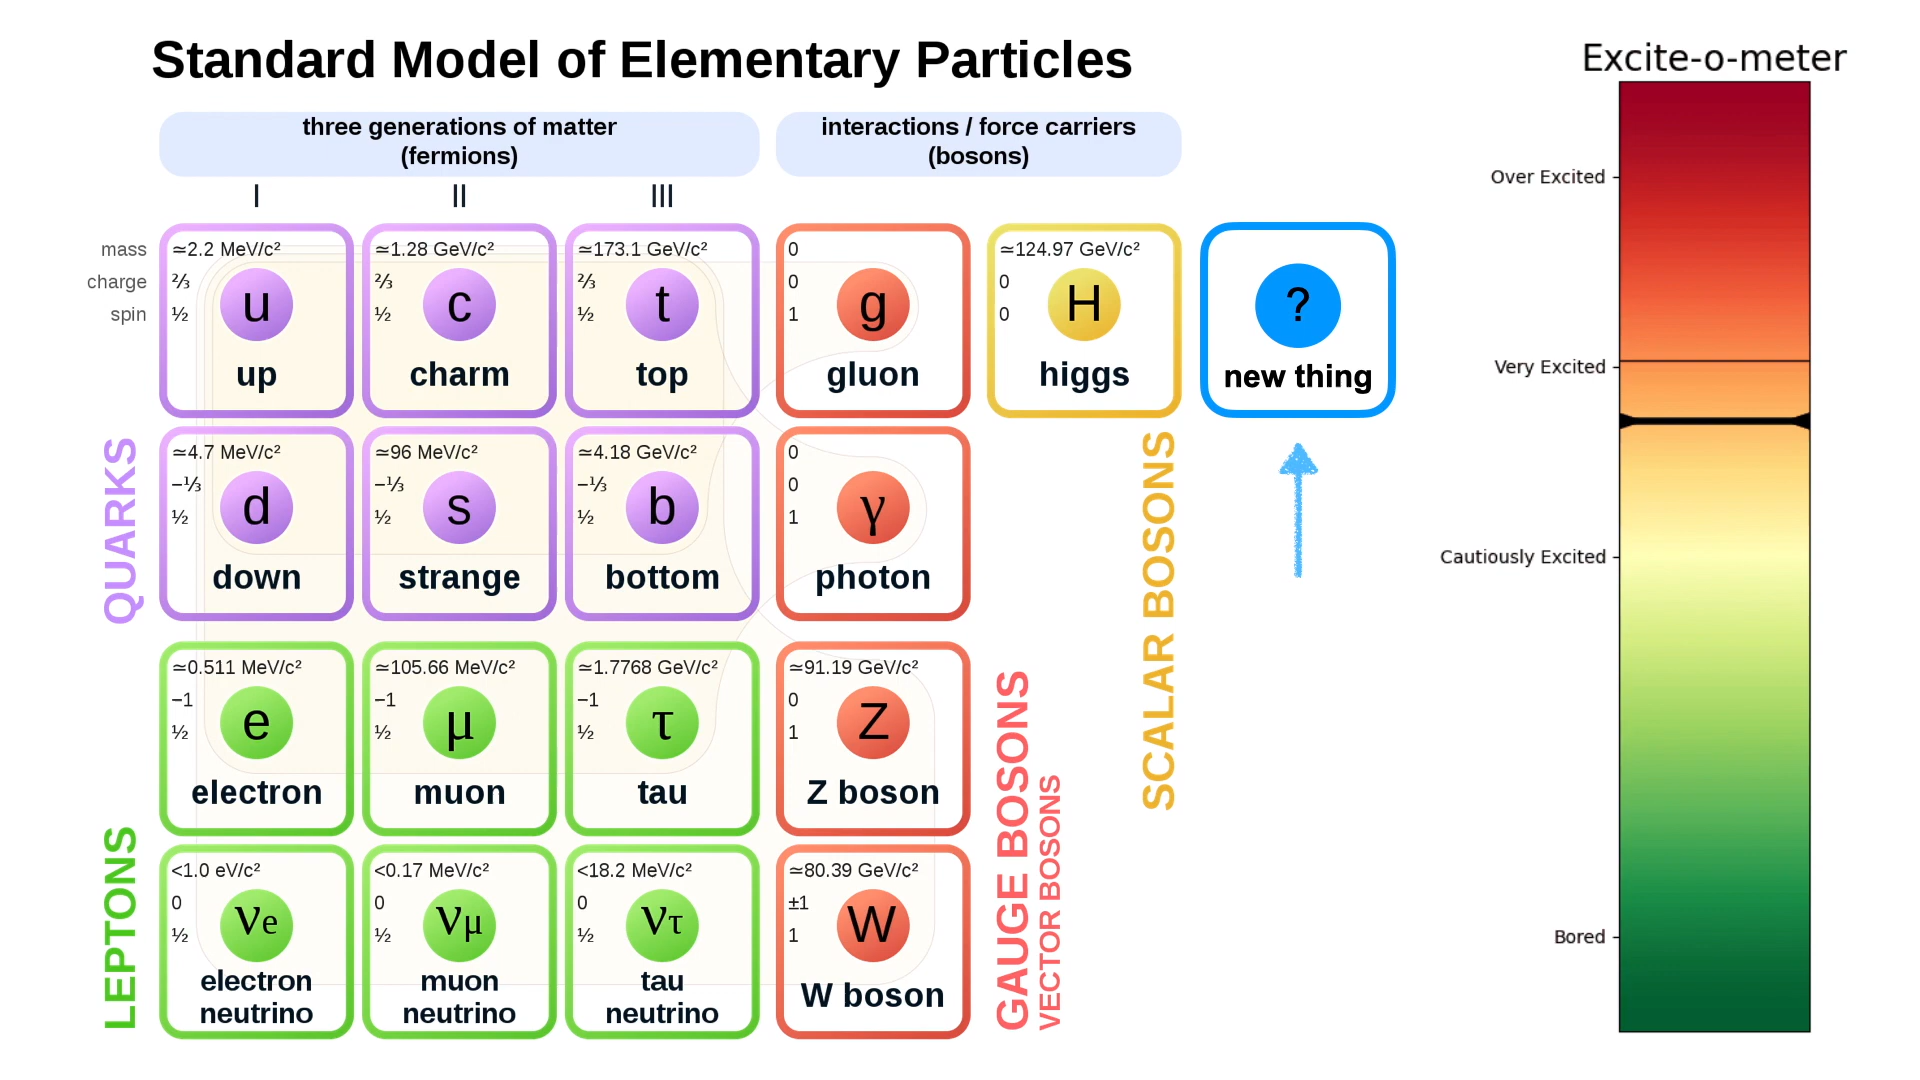 Standard Model of Elementary Particles
Excite-o-meter
three generations of matter
(fermions)
interactions / force carriers
(bosons)
I
II
III
mass
charge
spin
≃2.2 MeV/c²
⅔
½
u
up
≃1.28 GeV/c²
⅔
½
c
charm
≃173.1 GeV/c²
⅔
½
t
top
0
0
1
g
gluon
≃124.97 GeV/c²
0
0
H
higgs
?
new thing
QUARKS
≃4.7 MeV/c²
−⅓
½
d
down
≃96 MeV/c²
−⅓
½
s
strange
≃4.18 GeV/c²
−⅓
½
b
bottom
0
0
1
γ
photon
SCALAR BOSONS
LEPTONS
≃0.511 MeV/c²
−1
½
e
electron
≃105.66 MeV/c²
−1
½
μ
muon
≃1.7768 GeV/c²
−1
½
τ
tau
≃91.19 GeV/c²
0
1
Z
Z boson
GAUGE BOSONS
VECTOR BOSONS
<1.0 eV/c²
0
½
νe
electron
neutrino
<0.17 MeV/c²
0
½
νμ
muon
neutrino
<18.2 MeV/c²
0
½
ντ
tau
neutrino
≃80.39 GeV/c²
±1
1
W
W boson
Over Excited
Very Excited
Cautiously Excited
Bored